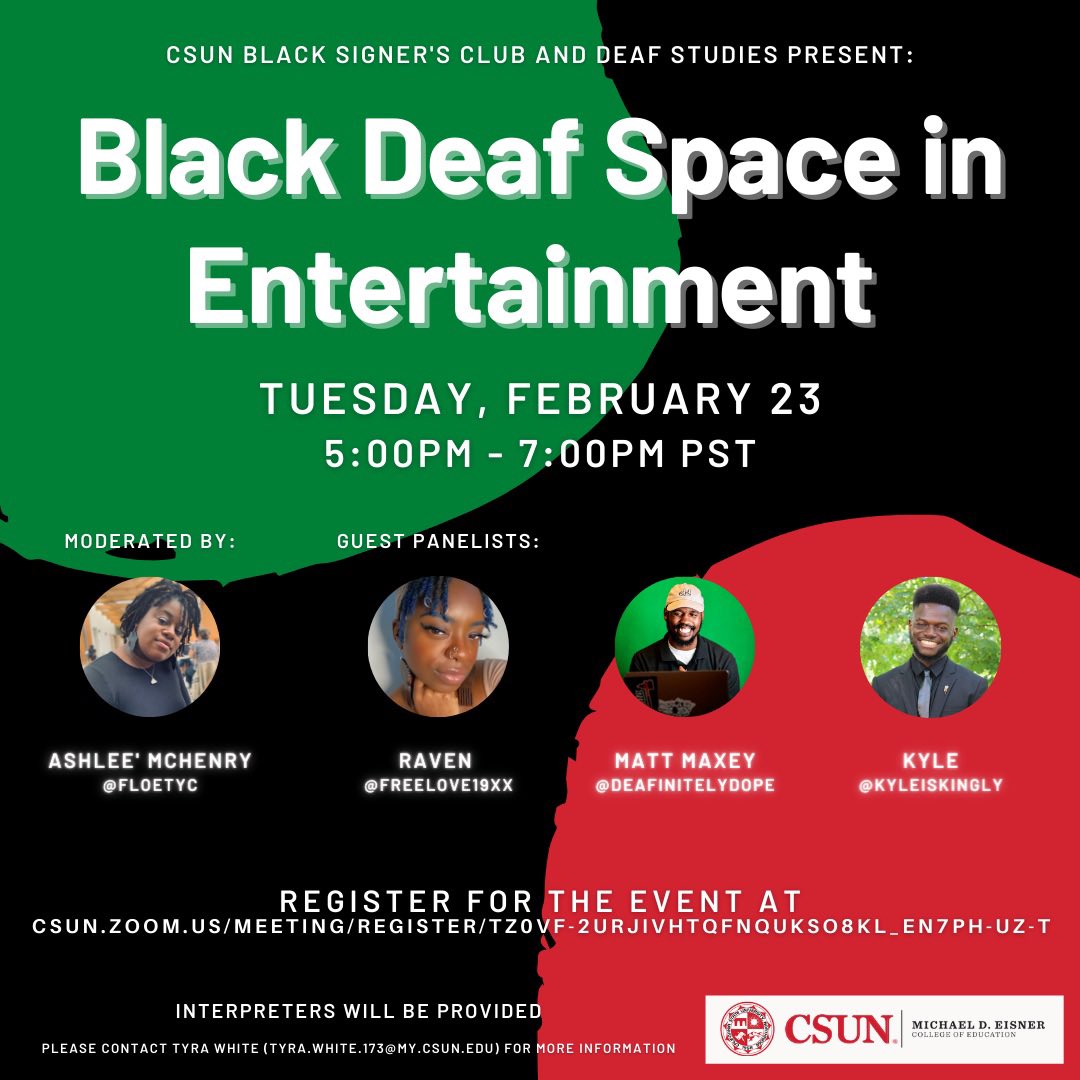 CSUN BLACK SIGNER'S CLUB AND DEAF STUDIES PRESENT:
Black Deaf Space in
Entertainment
TUESDAY, FEBRUARY 23
5:00PM - 7:00PM PST
MODERATED BY:
GUEST PANELISTS:
ASHLEE' MCHENRY
@FLOETYC
RAVEN
@FREELOVE19XX
MATT MAXEY
@DEAFINITELYDOPE
KYLE
@KYLEISKINGLY
REGISTER FOR THE EVENT AT
CSUN.ZOOM.US/MEETING/REGISTER/TZ0VF-2URJIVHTQFNQUKSO8KL_EN7PH-UZ-T
INTERPRETERS WILL BE PROVIDED
PLEASE CONTACT TYRA WHITE (TYRA.WHITE.173@MY.CSUN.EDU) FOR MORE INFORMATION
CSUN
MICHAEL D. EISNER
COLLEGE OF EDUCATION